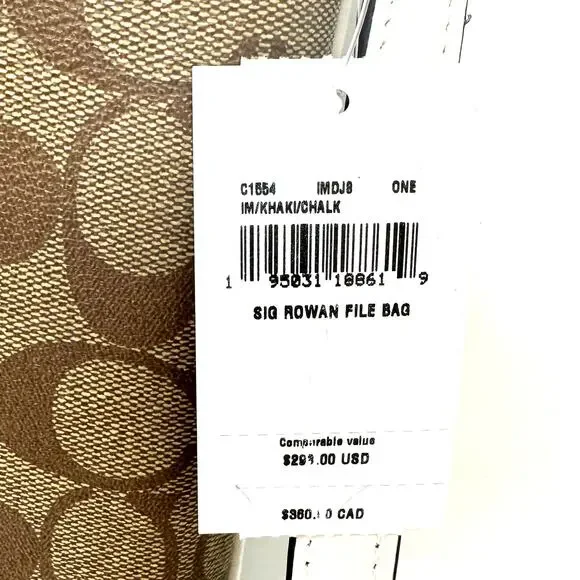 C1554 IMDJ8 ONE
IM/KHAKI/CHALK
1 95031 18861 9
SIG ROWAN FILE BAG
Comparable value
USD
CAD